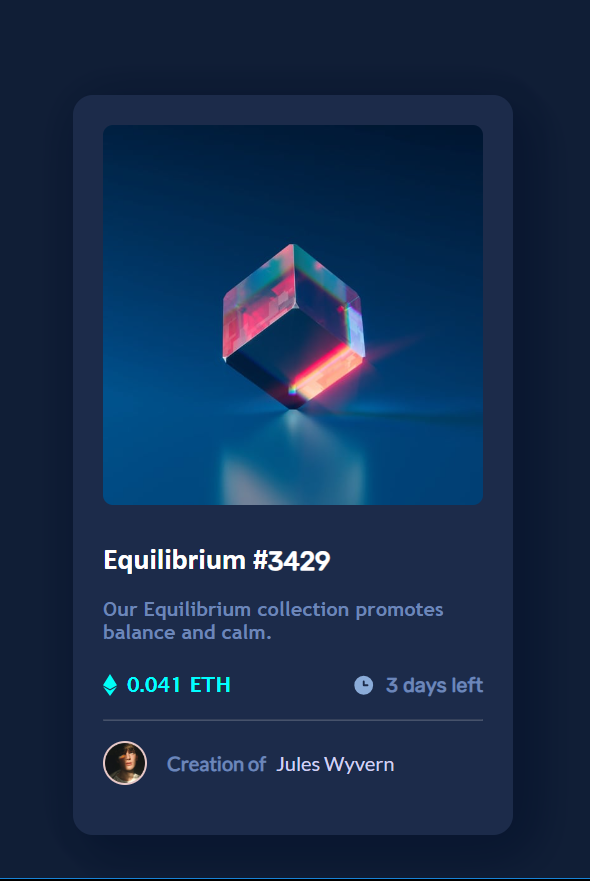 Equilibrium #3429
Our Equilibrium collection promotes
balance and calm.
0.041 ETH
3 days left
Creation of Jules Wyvern